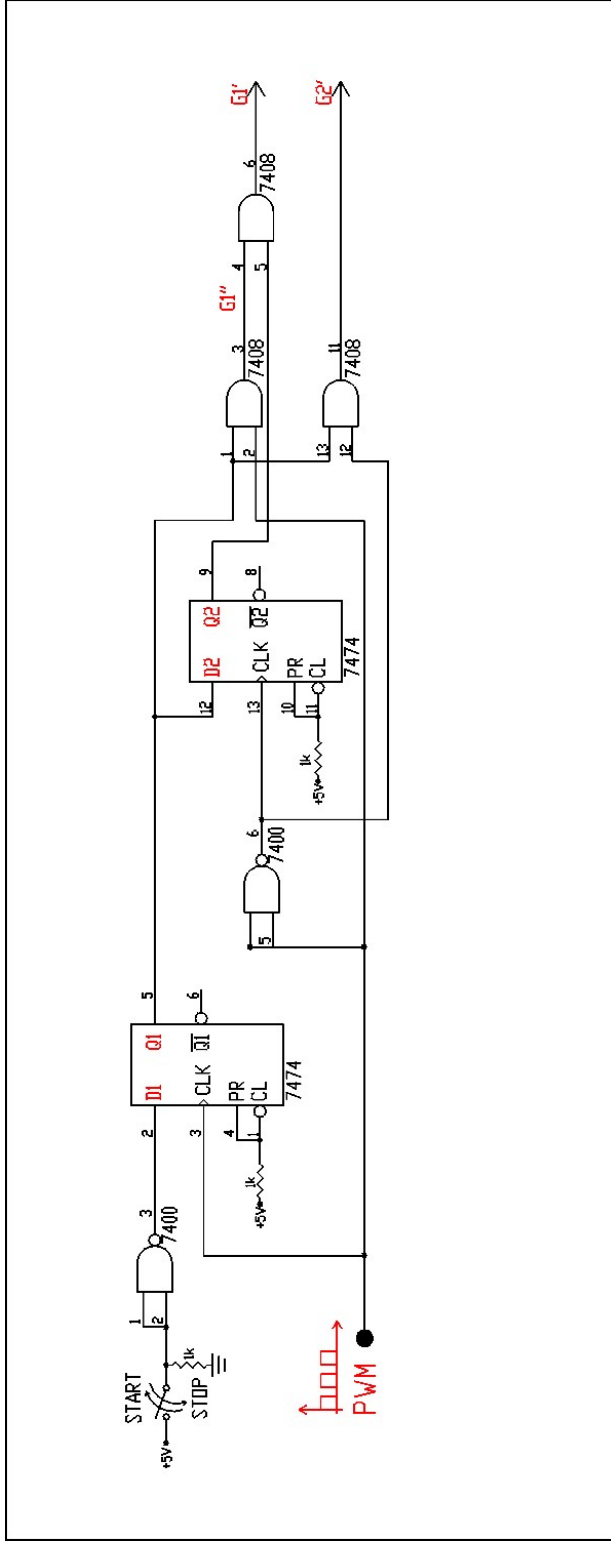 +5V
START
STOP
1k
1
2
3
7400
PWM
2
D1
Q1
5
3
CLK
Q1
6
4
PR
1
CL
7474
1k
+5V
5
6
7400
12
D2
Q2
9
13
CLK
Q2
8
10
PR
11
CL
7474
1k
+5V
1
2
3
7408
G1''
4
5
6
7408
G1'
13
12
11
7408
G2'